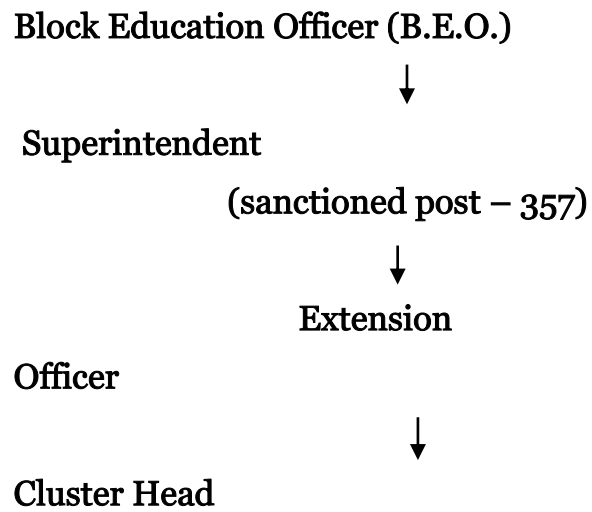 Block Education Officer (B.E.O.)
↓
Superintendent
(sanctioned post – 357)
↓
Extension
Officer
↓
Cluster Head